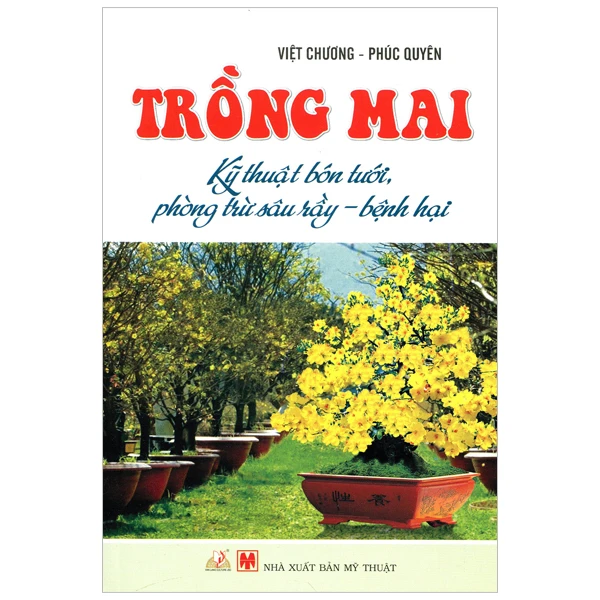 VIỆT CHƯƠNG - PHÚC QUYÊN
TRỒNG MAI
Kỹ thuật bón tưới,
phòng trừ sâu rầy – bệnh hại
NHÀ XUẤT BẢN MỸ THUẬT